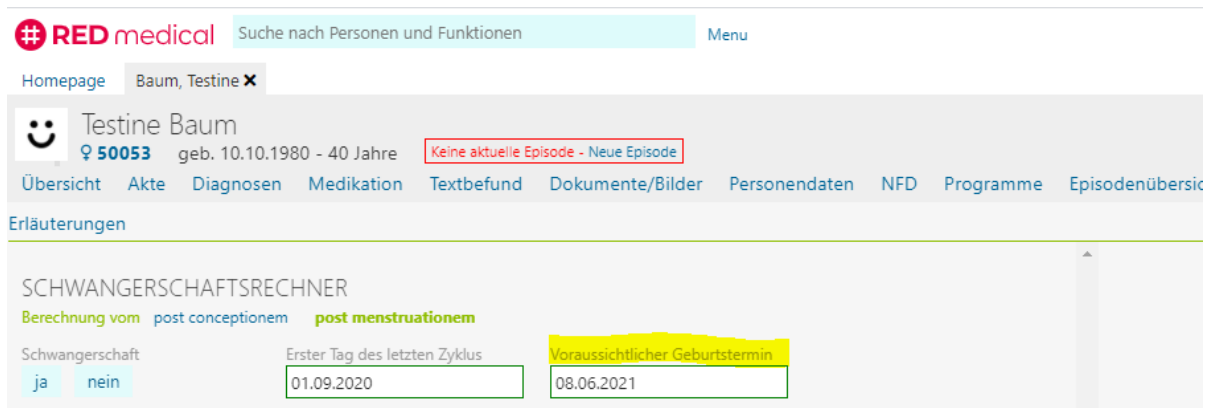 # RED medical Suche nach Personen und Funktionen Menu
Homepage Baum, Testine ✖
Testine Baum
♀ 50053 geb. 10.10.1980 - 40 Jahre Keine aktuelle Episode - Neue Episode
Übersicht Akte Diagnosen Medikation Textbefund Dokumente/Bilder Personendaten NFD Programme Episodenübersic
Erläuterungen
SCHWANGERSCHAFTSRECHNER
Berechnung vom post conceptionem post menstruationem
Schwangerschaft Erster Tag des letzten Zyklus Voraussichtlicher Geburtstermin
ja nein 01.09.2020 08.06.2021